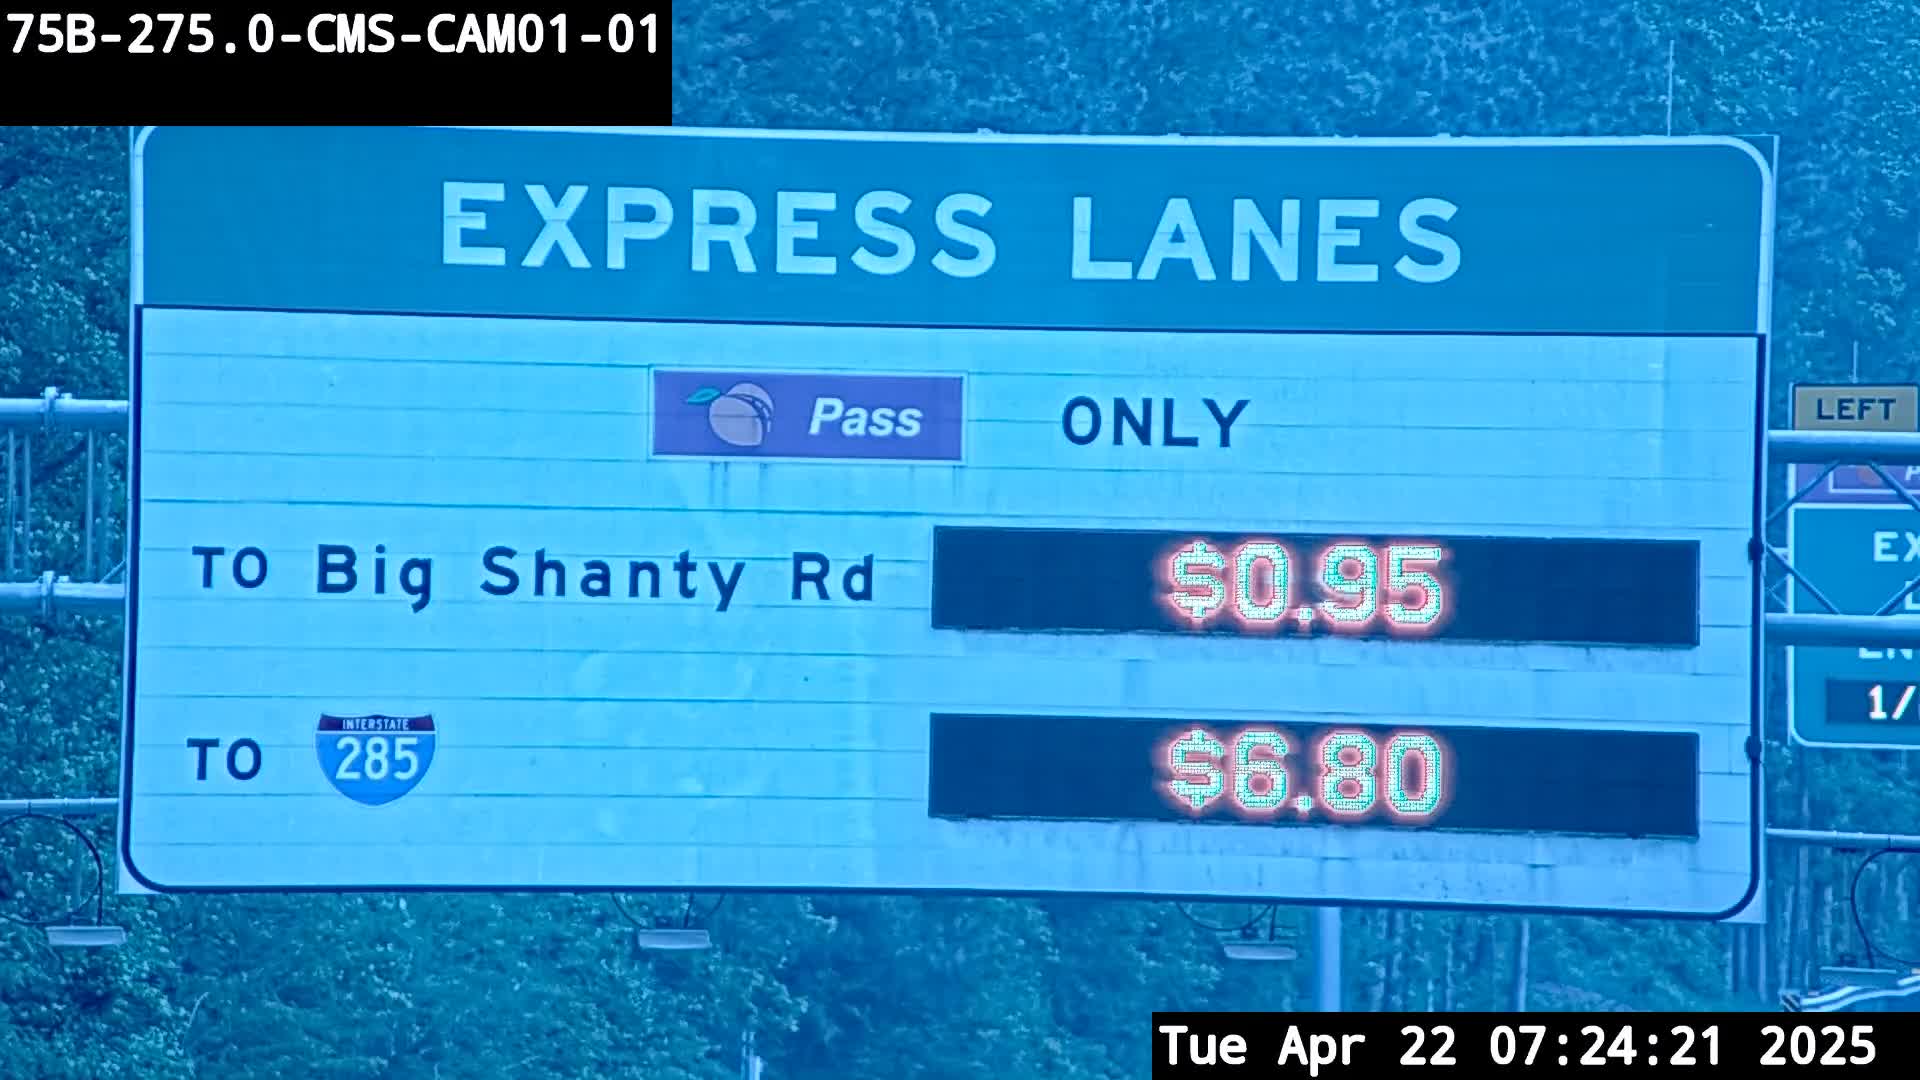 75B-275.0-CMS-CAM01-01
EXPRESS LANES
Pass ONLY
TO Big Shanty Rd $0.95
TO INTERSTATE 285 $6.80
LEFT
Tue Apr 22 07:24:21 2025